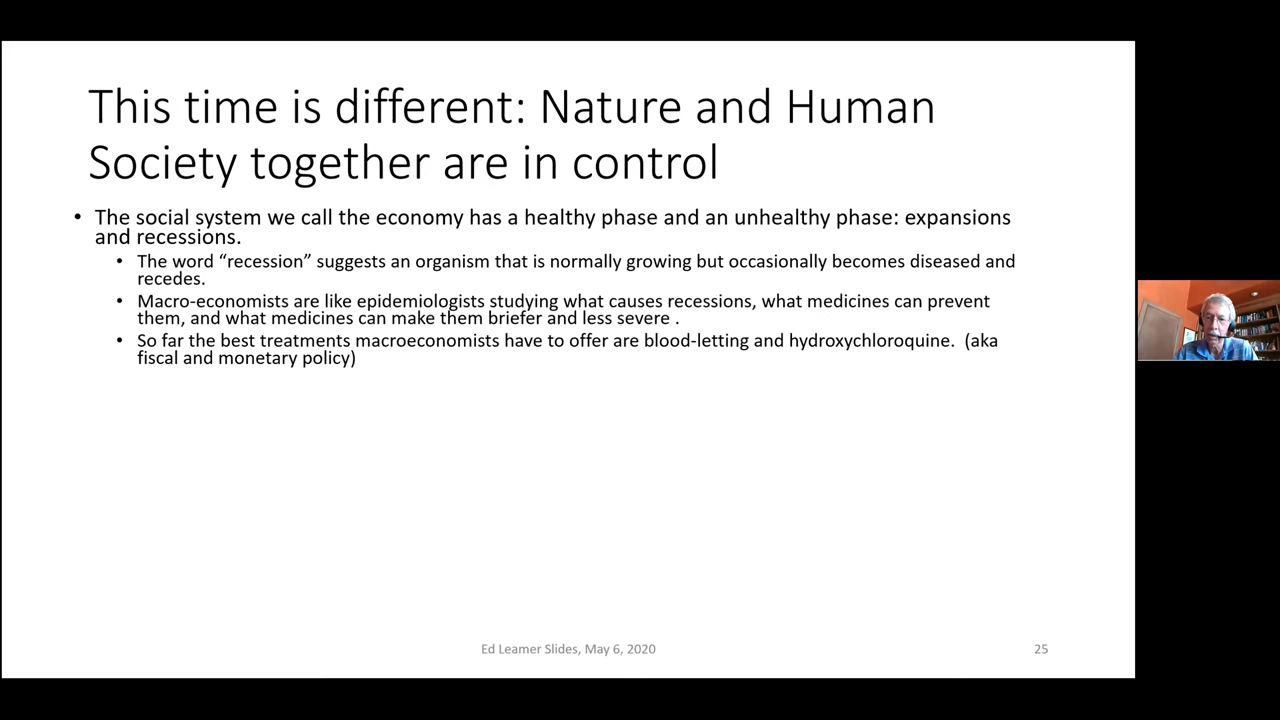 This time is different: Nature and Human
Society together are in control
• The social system we call the economy has a healthy phase and an unhealthy phase: expansions
and recessions.
• The word “recession” suggests an organism that is normally growing but occasionally becomes diseased and
recedes.
• Macro-economists are like epidemiologists studying what causes recessions, what medicines can prevent
them, and what medicines can make them briefer and less severe .
• So far the best treatments macroeconomists have to offer are blood-letting and hydroxychloroquine.  (aka
fiscal and monetary policy)
Ed Leamer Slides, May 6, 2020
25